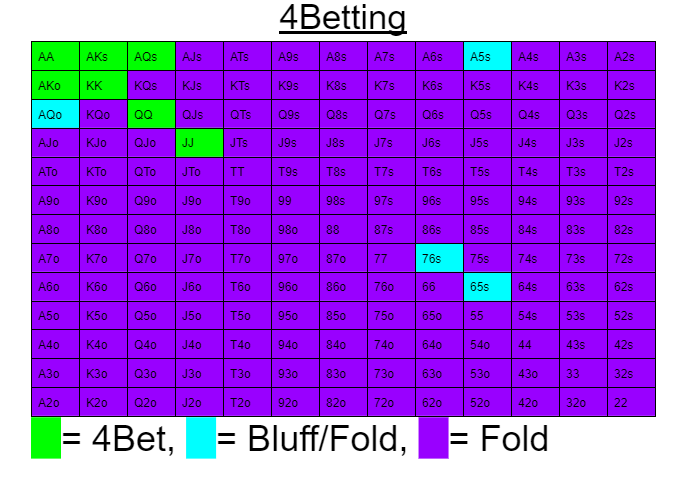 4Betting
AA AKs AQs AJs ATs A9s A8s A7s A6s A5s A4s A3s A2s
AKo KK KQs KJs KTs K9s K8s K7s K6s K5s K4s K3s K2s
AQo KQo QQ QJs QTs Q9s Q8s Q7s Q6s Q5s Q4s Q3s Q2s
AJo KJo QJo JJ JTs J9s J8s J7s J6s J5s J4s J3s J2s
ATo KTo QTo JTo TT T9s T8s T7s T6s T5s T4s T3s T2s
A9o K9o Q9o J9o T9o 99 98s 97s 96s 95s 94s 93s 92s
A8o K8o Q8o J8o T8o 98o 88 87s 86s 85s 84s 83s 82s
A7o K7o Q7o J7o T7o 97o 87o 77 76s 75s 74s 73s 72s
A6o K6o Q6o J6o T6o 96o 86o 76o 66 65s 64s 63s 62s
A5o K5o Q5o J5o T5o 95o 85o 75o 65o 55 54s 53s 52s
A4o K4o Q4o J4o T4o 94o 84o 74o 64o 54o 44 43s 42s
A3o K3o Q3o J3o T3o 93o 83o 73o 63o 53o 43o 33 32s
A2o K2o Q2o J2o T2o 92o 82o 72o 62o 52o 42o 32o 22
= 4Bet, = Bluff/Fold, = Fold